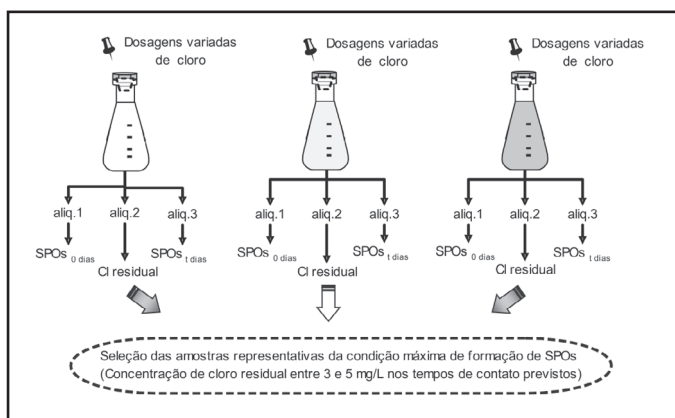 Dosagens variadas
de cloro
Dosagens variadas
de cloro
Dosagens variadas
de cloro
aliq.1 aliq.2 aliq.3
SPOs 0 dias SPOs t dias
Cl residual
aliq.1 aliq.2 aliq.3
SPOs 0 dias SPOs t dias
Cl residual
aliq.1 aliq.2 aliq.3
SPOs 0 dias SPOs t dias
Cl residual
Seleção das amostras representativas da condição máxima de formação de SPOs
(Concentração de cloro residual entre 3 e 5 mg/L nos tempos de contato previstos)